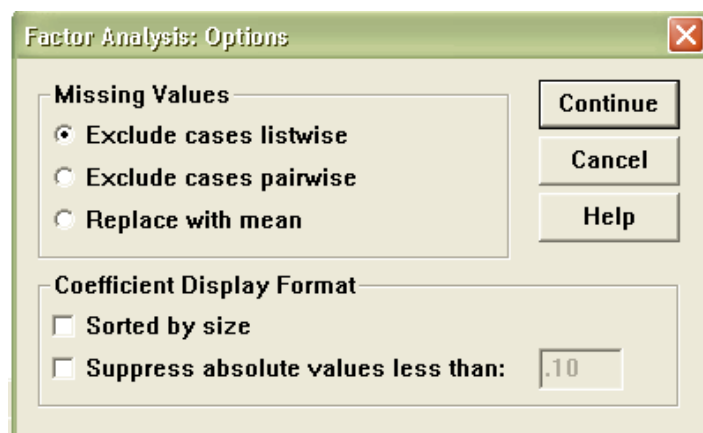 Factor Analysis: Options
Missing Values
Exclude cases listwise
Exclude cases pairwise
Replace with mean
Continue
Cancel
Help
Coefficient Display Format
Sorted by size
Suppress absolute values less than: .10